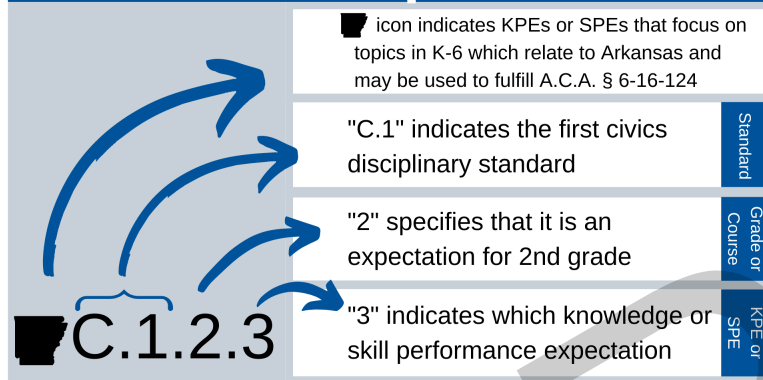 icon indicates KPEs or SPEs that focus on
topics in K-6 which relate to Arkansas and
may be used to fulfill A.C.A. § 6-16-124
"C.1" indicates the first civics
disciplinary standard
Standard
"2" specifies that it is an
expectation for 2nd grade
Grade or
Course
"3" indicates which knowledge or
skill performance expectation
KPE or
SPE
C.1.2.3